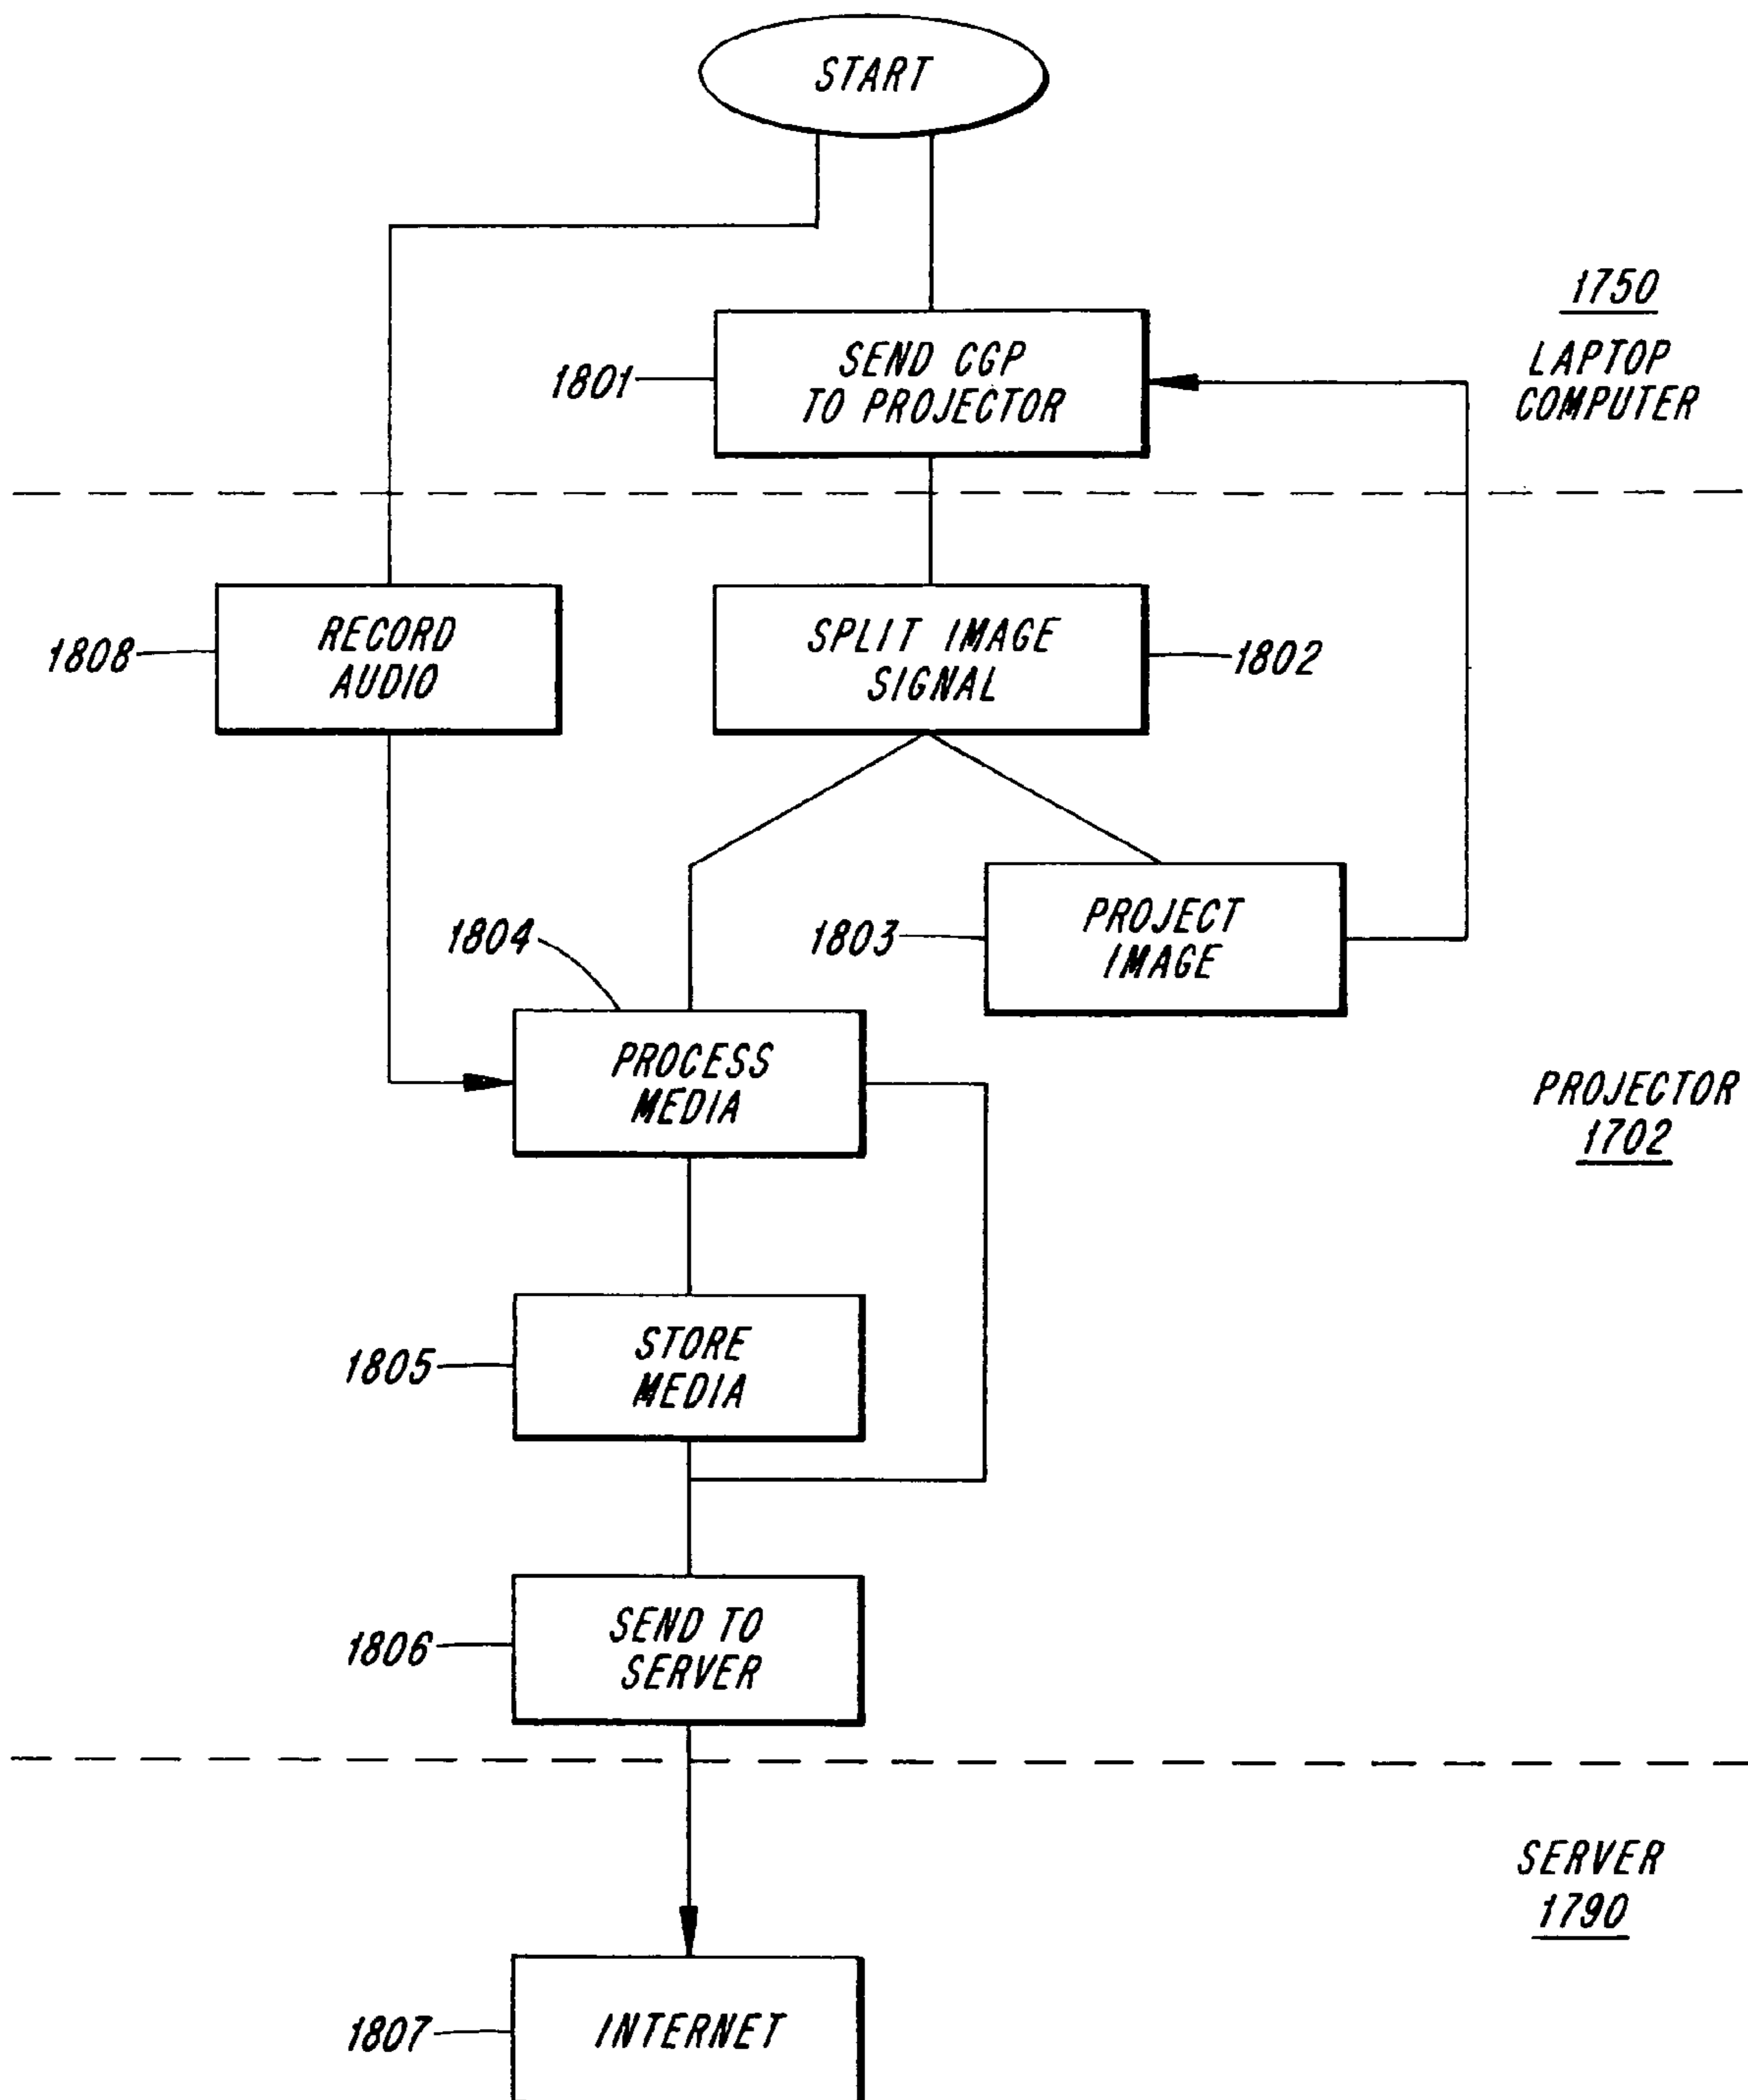 START
1750
LAPTOP
COMPUTER
1801
SEND CGP
TO PROJECTOR
1808
RECORD
AUDIO
SPLIT IMAGE
SIGNAL
1802
1804
1803
PROJECT
IMAGE
PROCESS
MEDIA
PROJECTOR
1702
1805
STORE
MEDIA
1806
SEND TO
SERVER
SERVER
1790
1807
INTERNET